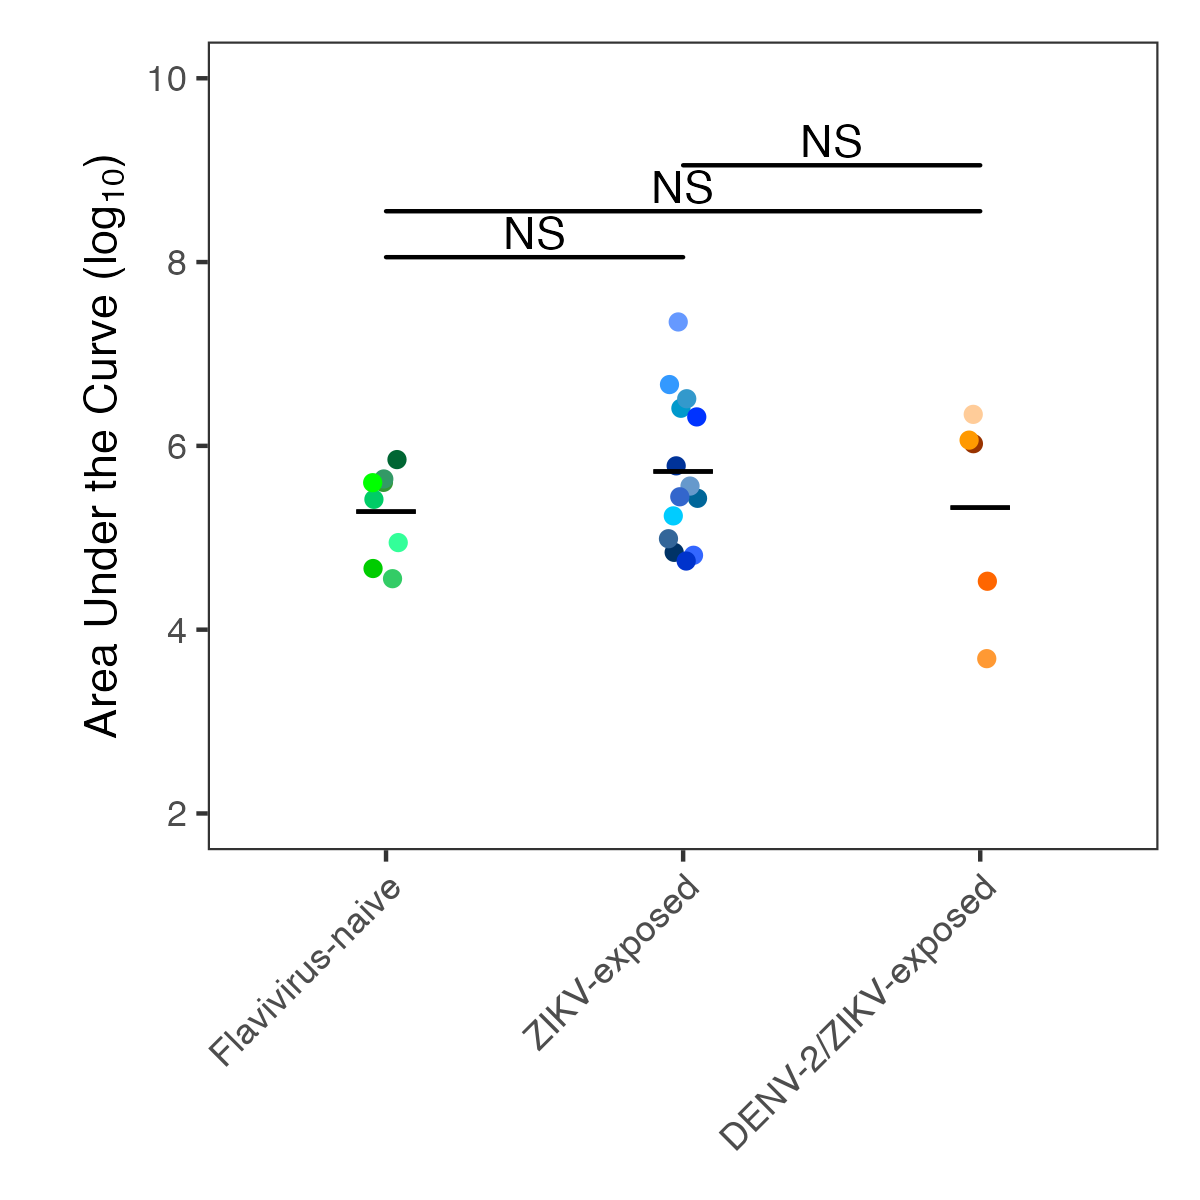 10
8
6
4
2
Area Under the Curve (log₁₀)
NS
NS
NS
Flavivirus-naive
ZIKV-exposed
DENV-2/ZIKV-exposed